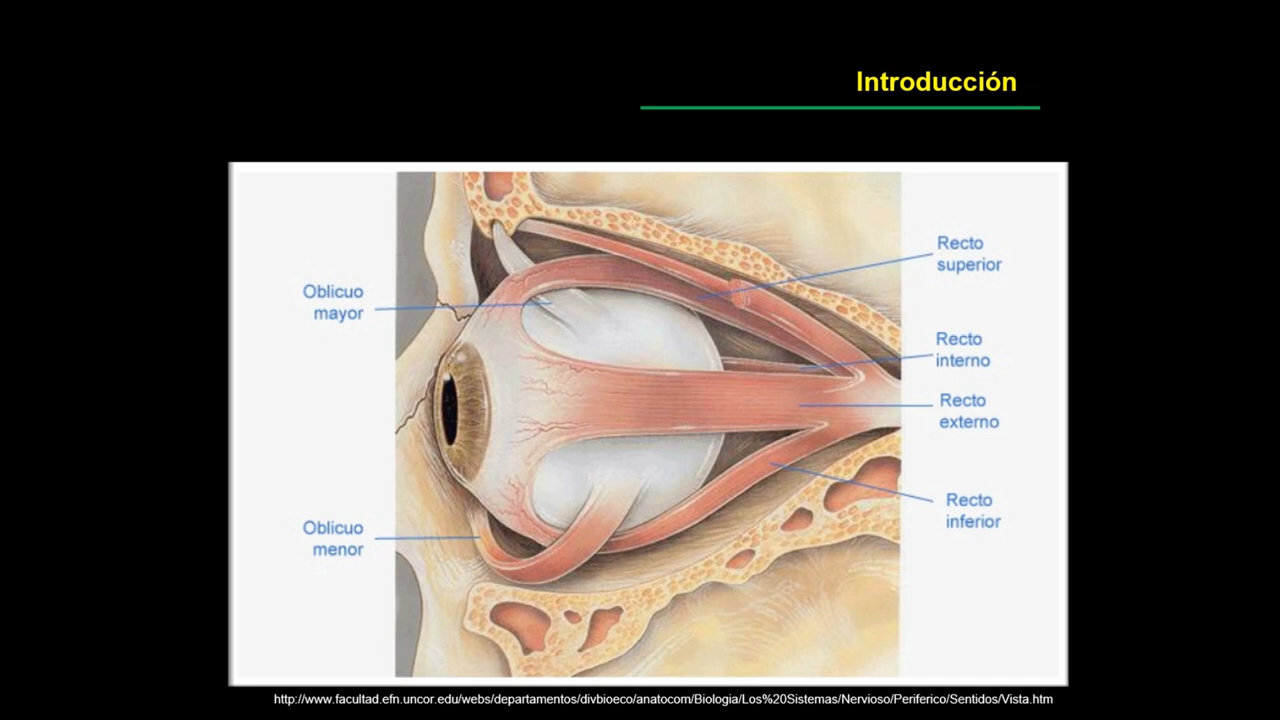 Introducción
Recto
superior
Oblicuo
mayor
Recto
interno
Recto
externo
Recto
inferior
Oblicuo
menor
http://www.facultad.efn.uncor.edu/webs/departamentos/divbioeco/anatocom/Biologia/Los%20Sistemas/Nervioso/Periferico/Sentidos/Vista.htm